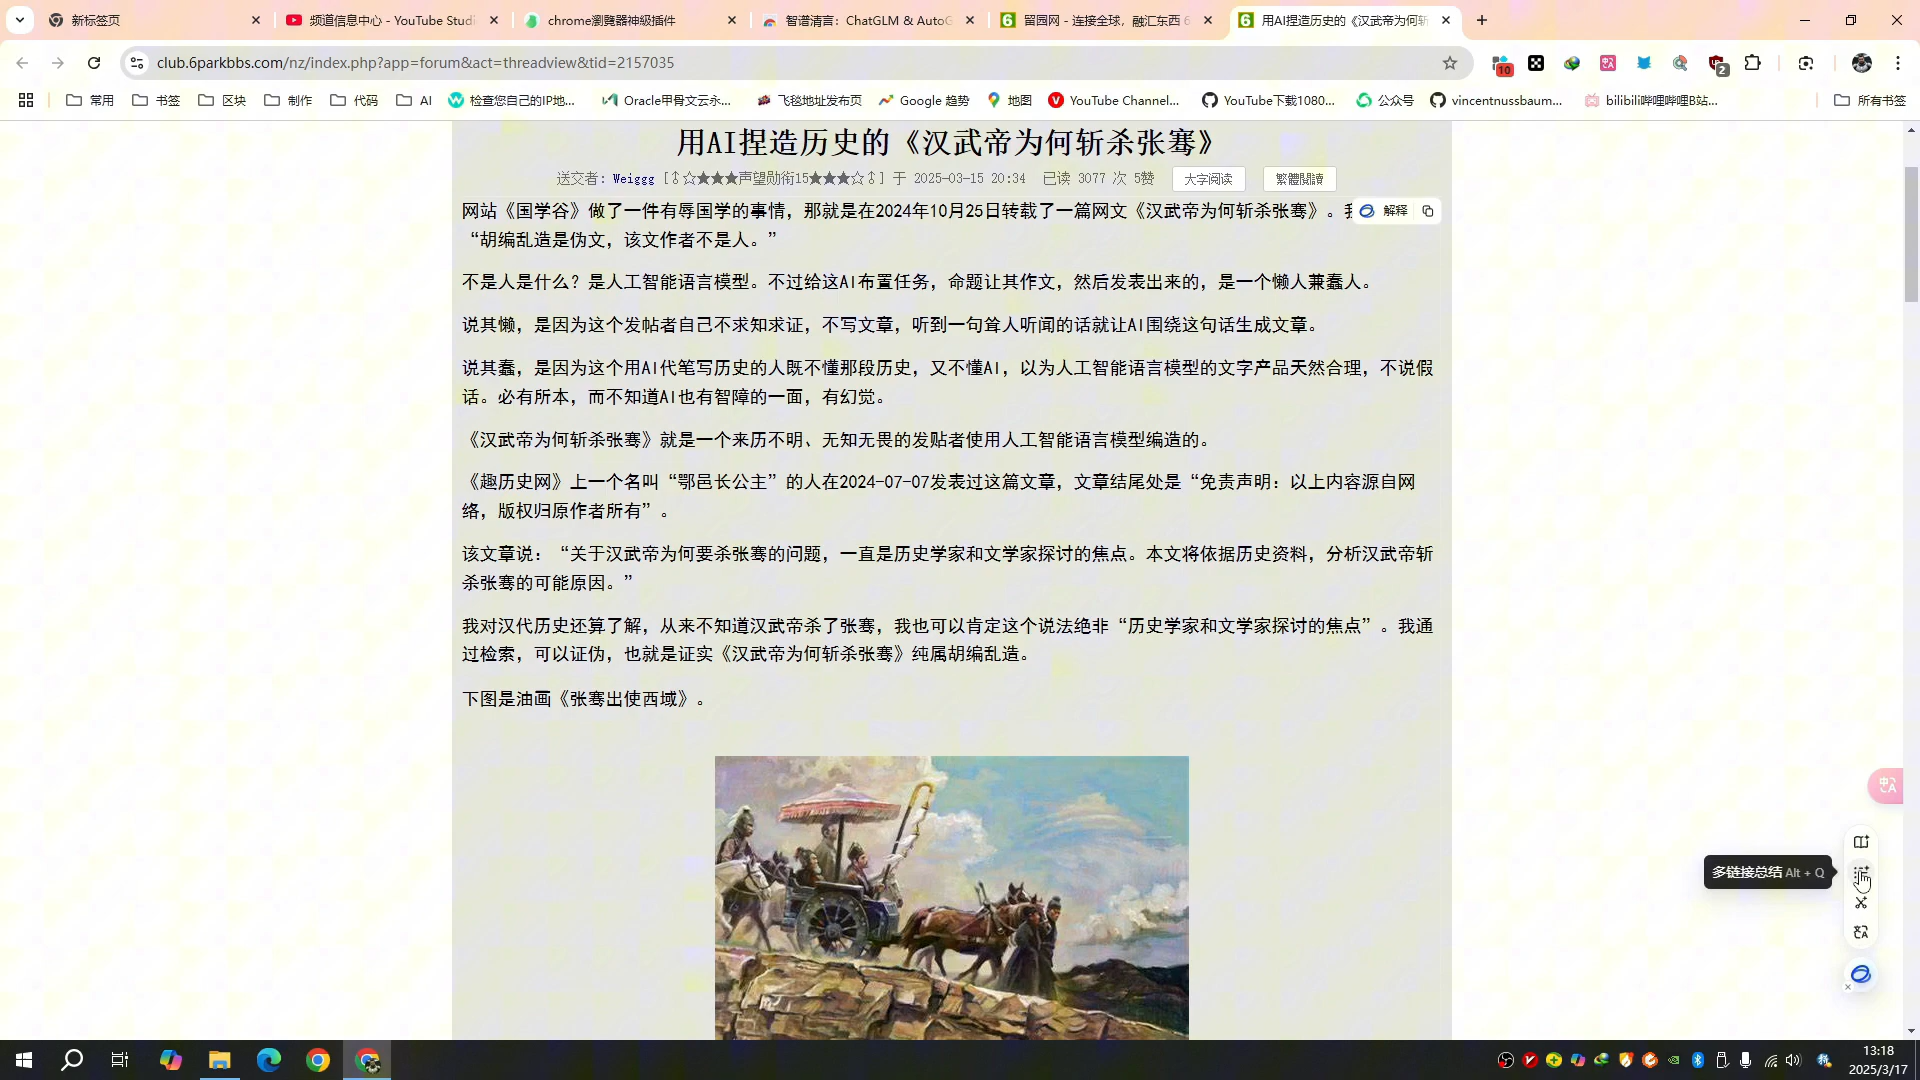 新标签页
频道信息中心 - YouTube Studi
chrome瀏覽器神級插件
智谱清言：ChatGLM & AutoG
留园网 - 连接全球，融汇东西 6
用AI捏造历史的《汉武帝为何斩
club.6parkbbs.com/nz/index.php?app=forum&act=threadview&tid=2157035
10
2
常用
书签
区块
制作
代码
AI
检查您自己的IP地...
Oracle甲骨文云永...
飞毯地址发布页
Google 趋势
地图
YouTube Channel...
YouTube下载1080...
公众号
vincentnussbaum...
bilibili哔哩哔哩B站...
所有书签
用AI捏造历史的《汉武帝为何斩杀张骞》
送交者: Weiggg [⇕☆★★★声望勋衔15★★★☆⇕] 于 2025-03-15 20:34 已读 3077 次 5赞 大字阅读 繁體閱讀
网站《国学谷》做了一件有辱国学的事情，那就是在2024年10月25日转载了一篇网文《汉武帝为何斩杀张骞》。
解释
“胡编乱造是伪文，该文作者不是人。”
不是人是什么？是人工智能语言模型。不过给这AI布置任务，命题让其作文，然后发表出来的，是一个懒人兼蠢人。
说其懒，是因为这个发帖者自己不求知求证，不写文章，听到一句耸人听闻的话就让AI围绕这句话生成文章。
说其蠢，是因为这个用AI代笔写历史的人既不懂那段历史，又不懂AI，以为人工智能语言模型的文字产品天然合理，不说假
话。必有所本，而不知道AI也有智障的一面，有幻觉。
《汉武帝为何斩杀张骞》就是一个来历不明、无知无畏的发贴者使用人工智能语言模型编造的。
《趣历史网》上一个名叫“鄂邑长公主”的人在2024-07-07发表过这篇文章，文章结尾处是“免责声明：以上内容源自网
络，版权归原作者所有”。
该文章说：“关于汉武帝为何要杀张骞的问题，一直是历史学家和文学家探讨的焦点。本文将依据历史资料，分析汉武帝斩
杀张骞的可能原因。”
我对汉代历史还算了解，从来不知道汉武帝杀了张骞，我也可以肯定这个说法绝非“历史学家和文学家探讨的焦点”。我通
过检索，可以证伪，也就是证实《汉武帝为何斩杀张骞》纯属胡编乱造。
下图是油画《张骞出使西域》。
多链接总结 Alt + Q
13:18
2025/3/17